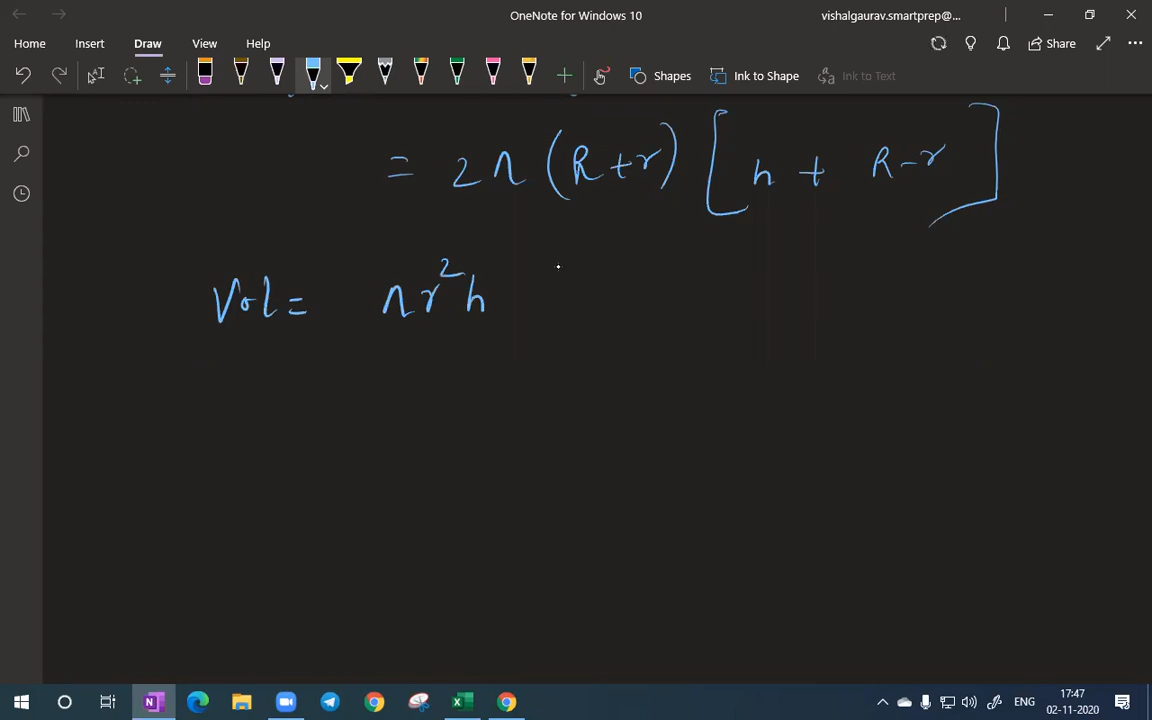 OneNote for Windows 10
vishalgaurav.smartprep@...
Home Insert Draw View Help
Share
Shapes Ink to Shape Ink to Text
= 2π (R+r) [h + R-r]
Vol = πr²h
ENG
17:47
02-11-2020